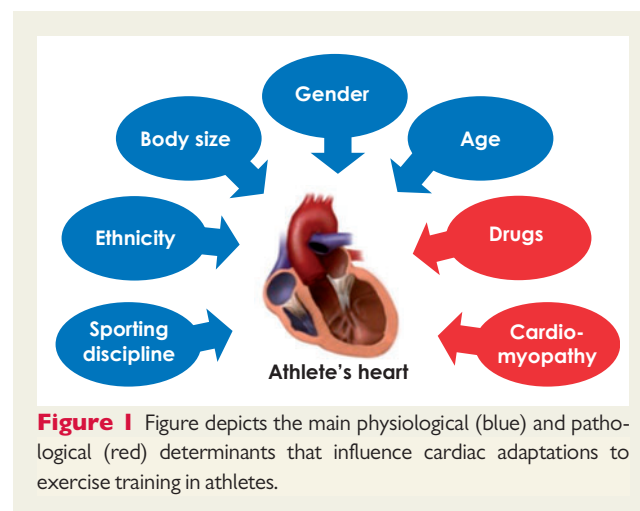 Gender
Body size
Age
Ethnicity
Drugs
Sporting
discipline
Cardio-
myopathy
Athlete's heart
Figure 1 Figure depicts the main physiological (blue) and patho-
logical (red) determinants that influence cardiac adaptations to
exercise training in athletes.